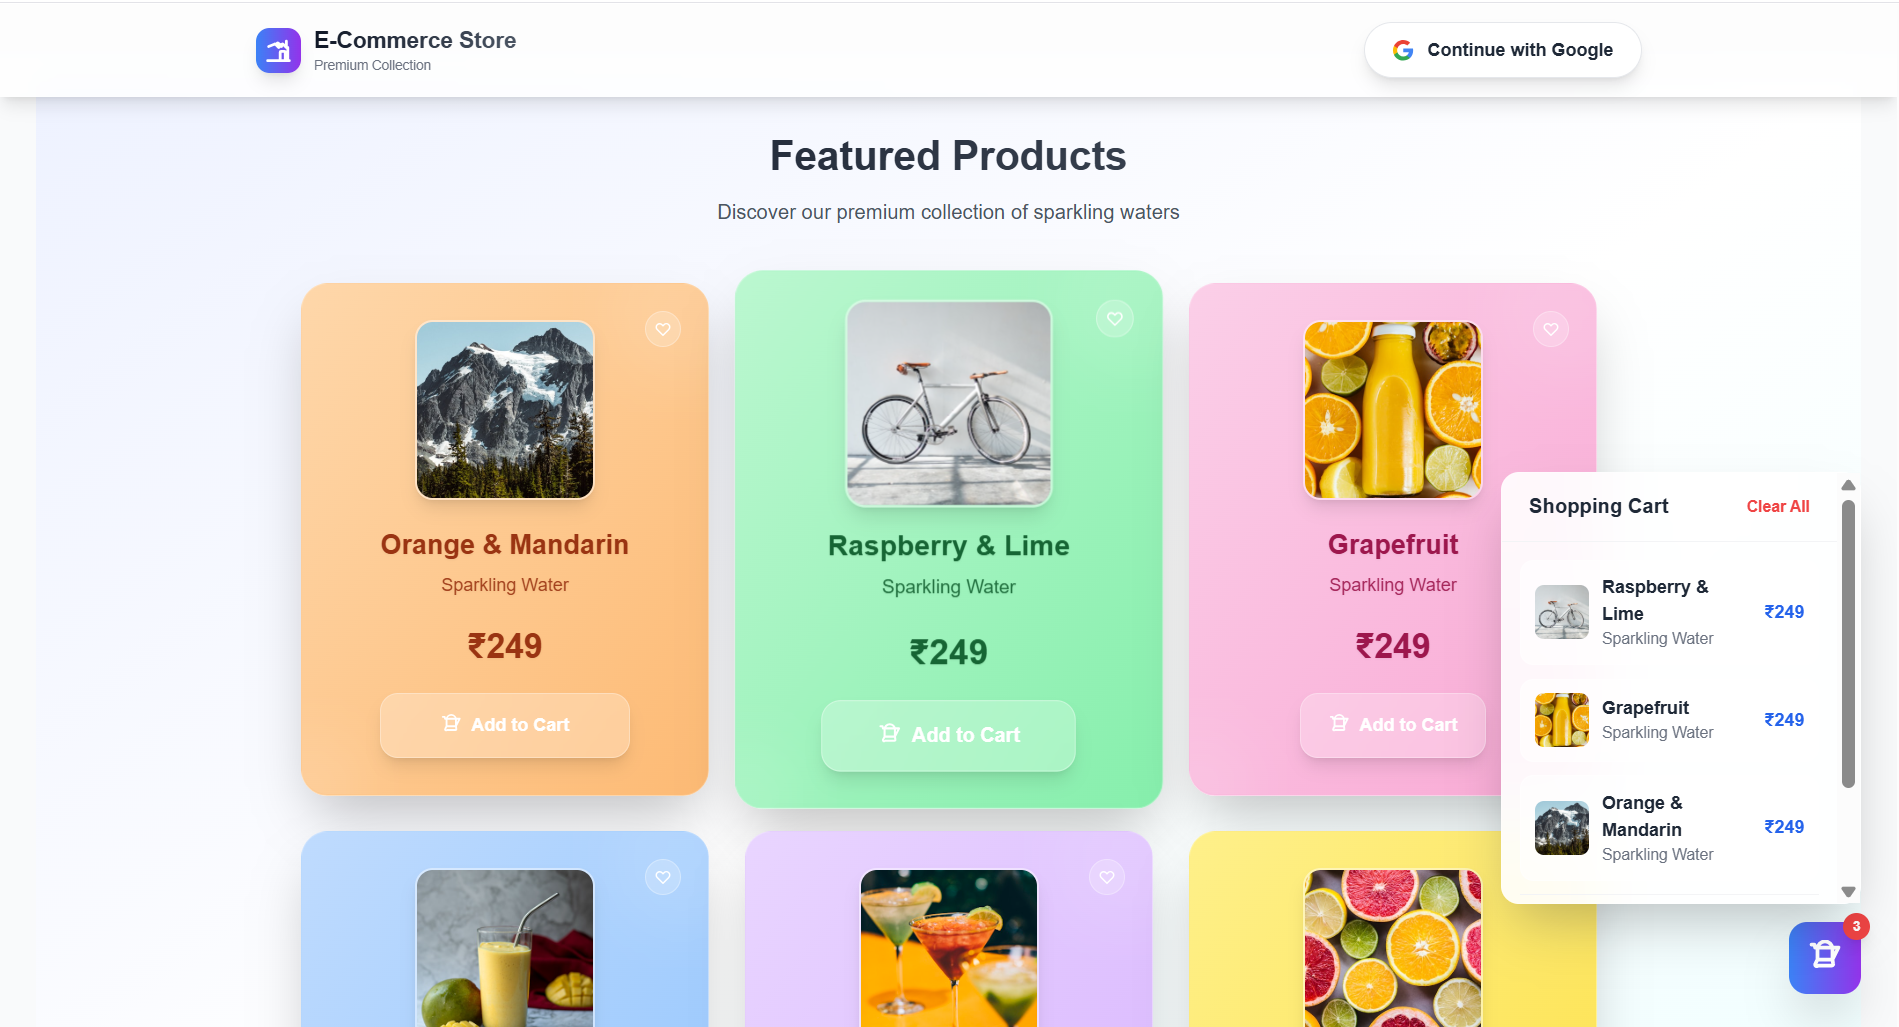 E-Commerce Store
Premium Collection
Continue with Google
Featured Products
Discover our premium collection of sparkling waters
Orange & Mandarin
Sparkling Water
₹249
Add to Cart
Raspberry & Lime
Sparkling Water
₹249
Add to Cart
Grapefruit
Sparkling Water
₹249
Add to Cart
Shopping Cart
Clear All
Raspberry &
Lime
Sparkling Water
₹249
Grapefruit
Sparkling Water
₹249
Orange &
Mandarin
Sparkling Water
₹249
3